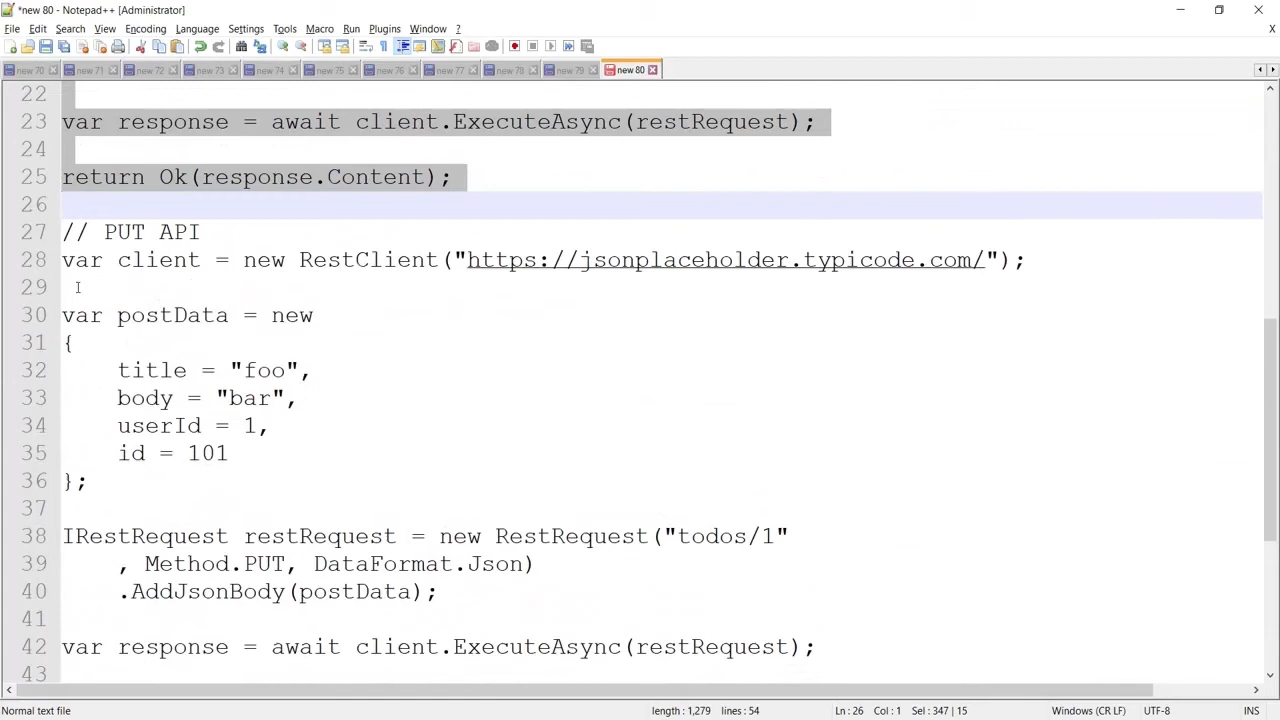 *new 80 - Notepad++ [Administrator]
File Edit Search View Encoding Language Settings Tools Macro Run Plugins Window ?
X
new 70 new 71 new 72 new 73 new 74 new 75 new 76 new 77 new 78 new 79 new 80
22
23 var response = await client.ExecuteAsync(restRequest);
24
25 return Ok(response.Content);
26
27 // PUT API
28 var client = new RestClient("https://jsonplaceholder.typicode.com/");
29
30 var postData = new
31 {
32 title = "foo",
33 body = "bar",
34 userId = 1,
35 id = 101
36 };
37
38 IRestRequest restRequest = new RestRequest("todos/1"
39 , Method.PUT, DataFormat.Json)
40 .AddJsonBody(postData);
41
42 var response = await client.ExecuteAsync(restRequest);
43
Normal text file length : 1,279 lines : 54 Ln : 26 Col : 1 Sel : 347 | 15 Windows (CR LF) UTF-8 INS